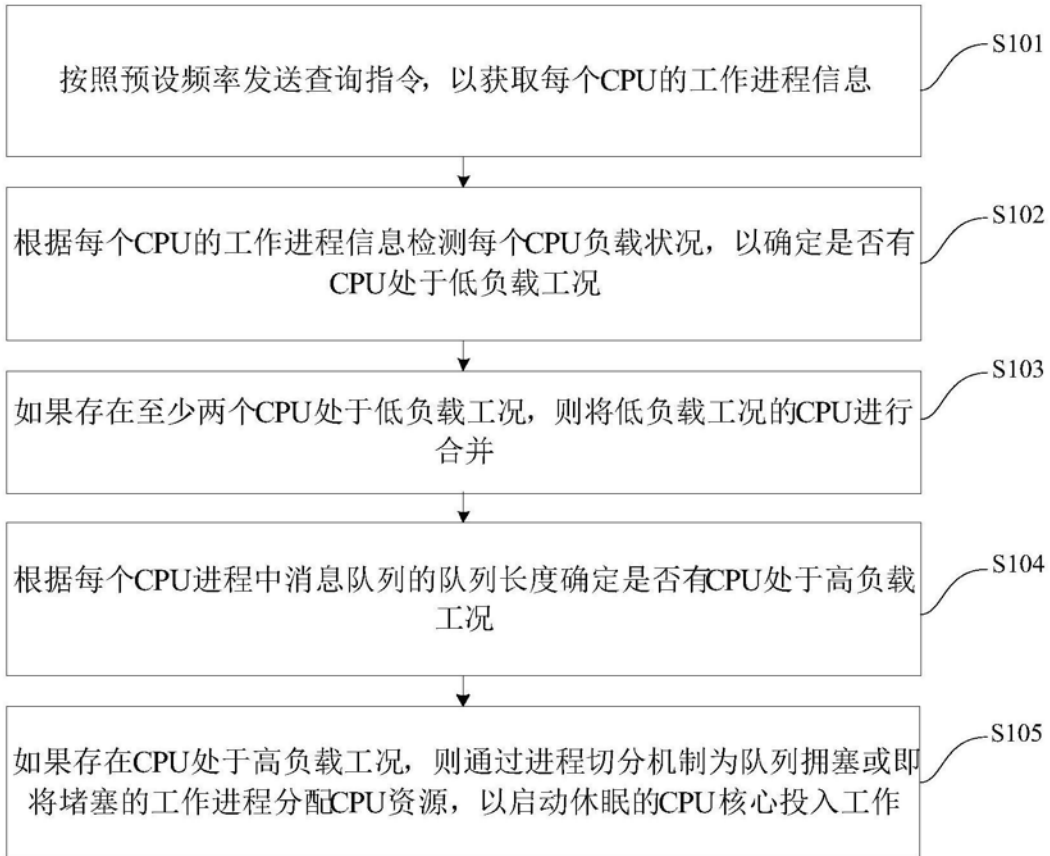 按照预设频率发送查询指令，以获取每个CPU的工作进程信息
S101
根据每个CPU的工作进程信息检测每个CPU负载状况，以确定是否有
CPU处于低负载工况
S102
如果存在至少两个CPU处于低负载工况，则将低负载工况的CPU进行
合并
S103
根据每个CPU进程中消息队列的队列长度确定是否有CPU处于高负载
工况
S104
如果存在CPU处于高负载工况，则通过进程切分机制为队列拥塞或即
将堵塞的工作进程分配CPU资源，以启动休眠的CPU核心投入工作
S105